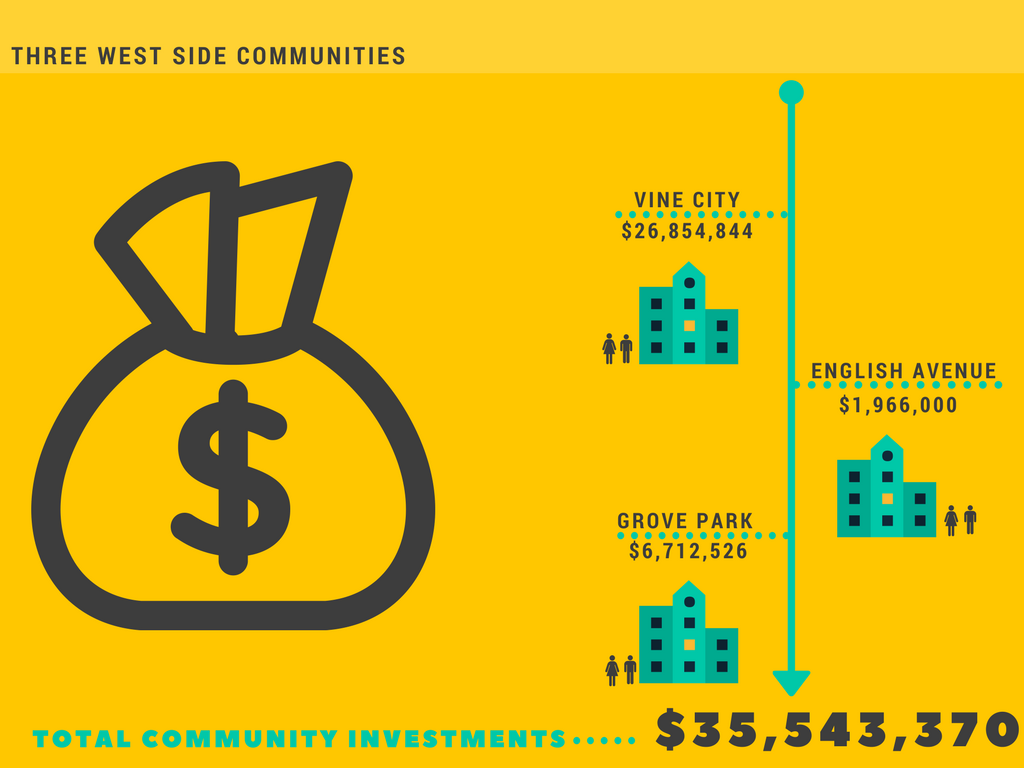 THREE WEST SIDE COMMUNITIES
VINE CITY
$26,854,844
ENGLISH AVENUE
$1,966,000
GROVE PARK
$6,712,526
$
TOTAL COMMUNITY INVESTMENTS ..... $35,543,370